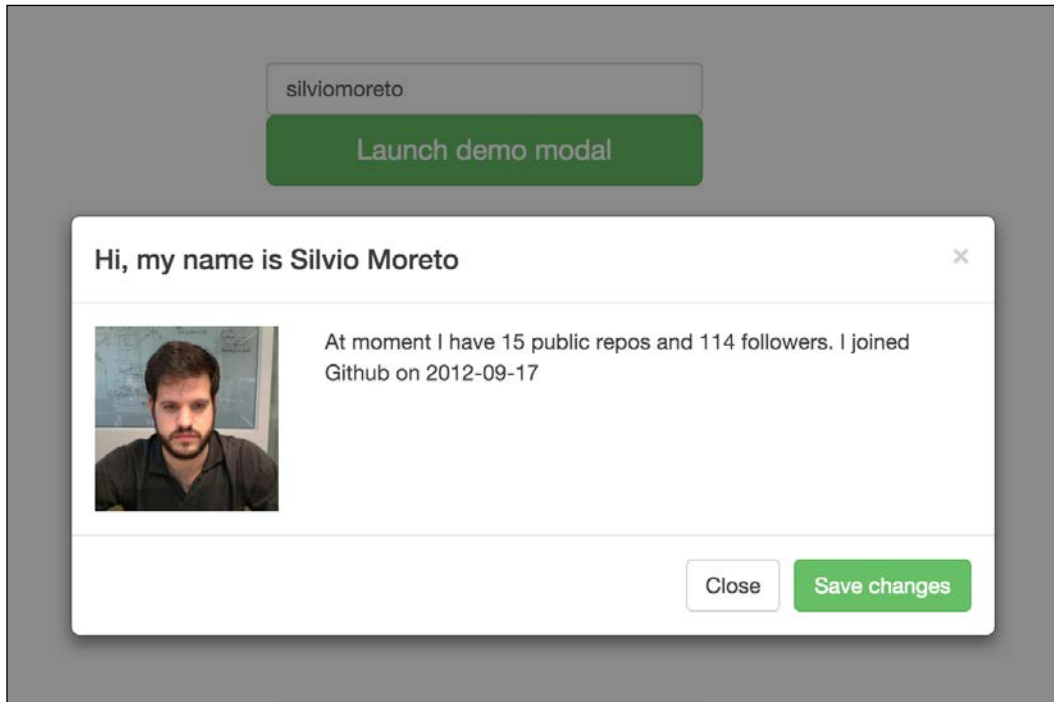 silviomoreto
Launch demo modal
Hi, my name is Silvio Moreto
×
At moment I have 15 public repos and 114 followers. I joined
Github on 2012-09-17
Close
Save changes